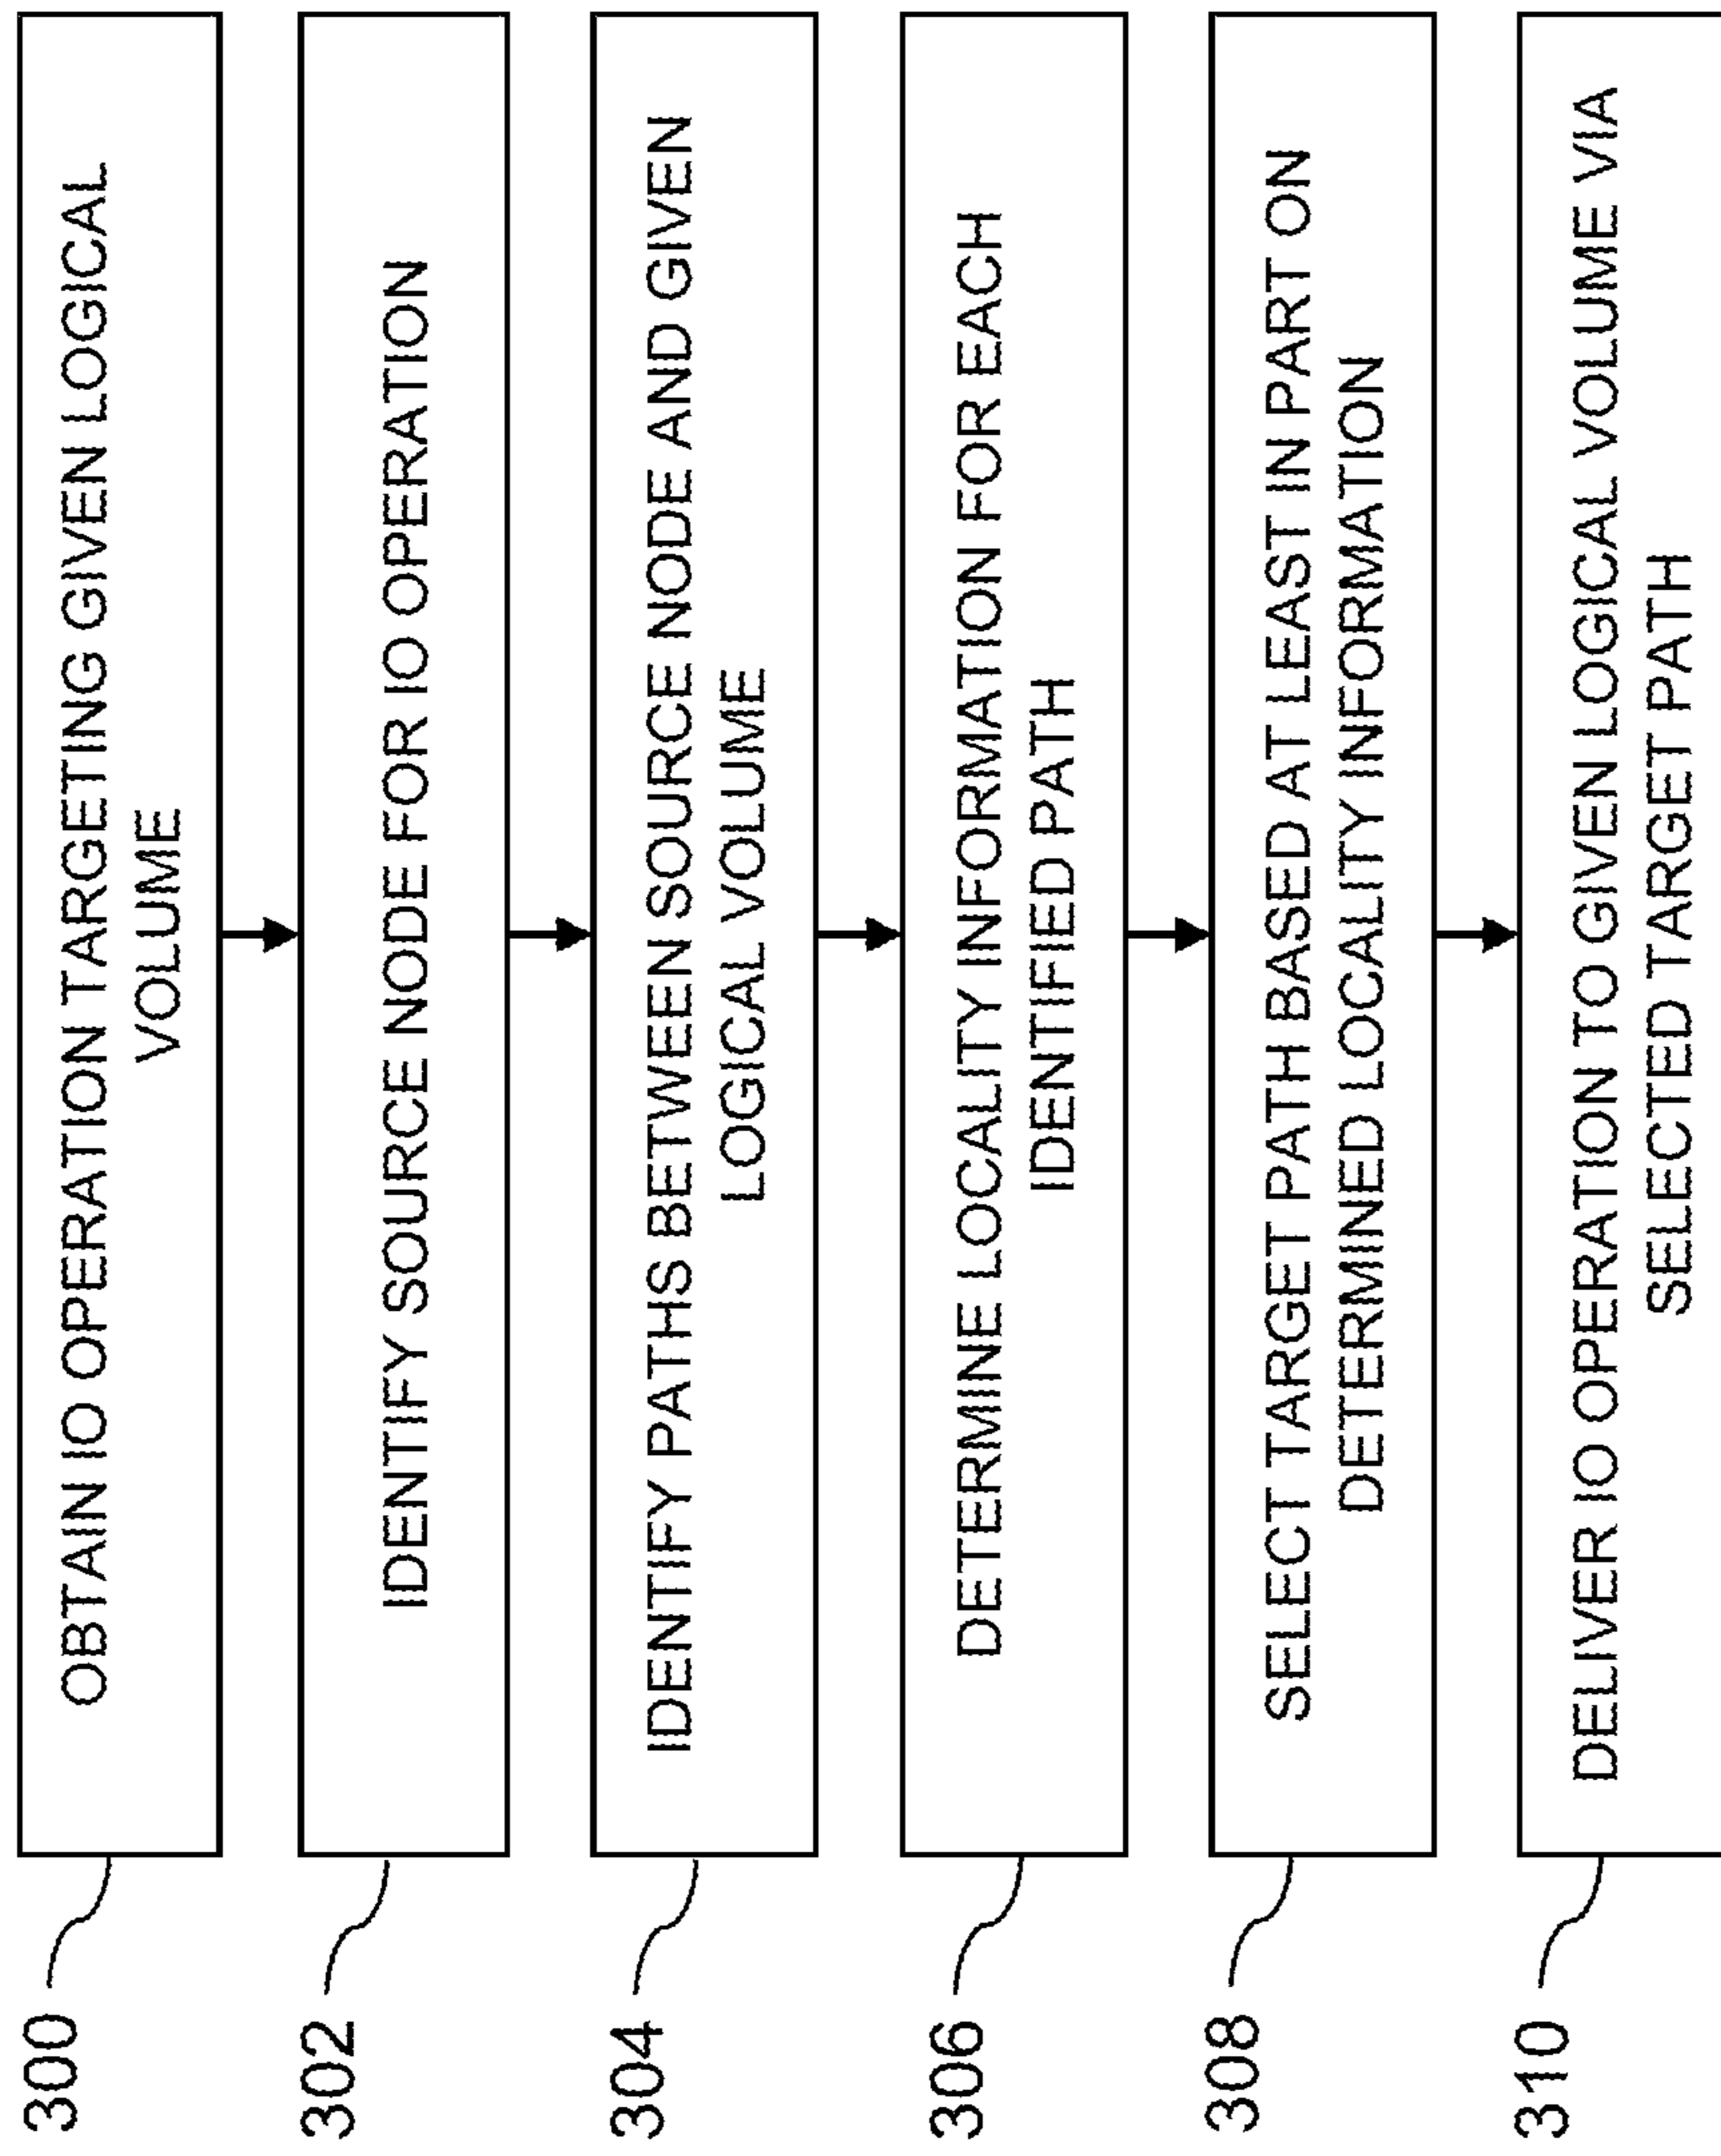 300
OBTAIN IO OPERATION TARGETING GIVEN LOGICAL
VOLUME
302
IDENTIFY SOURCE NODE FOR IO OPERATION
304
IDENTIFY PATHS BETWEEN SOURCE NODE AND GIVEN
LOGICAL VOLUME
306
DETERMINE LOCALITY INFORMATION FOR EACH
IDENTIFIED PATH
308
SELECT TARGET PATH BASED AT LEAST IN PART ON
DETERMINED LOCALITY INFORMATION
310
DELIVER IO OPERATION TO GIVEN LOGICAL VOLUME VIA
SELECTED TARGET PATH